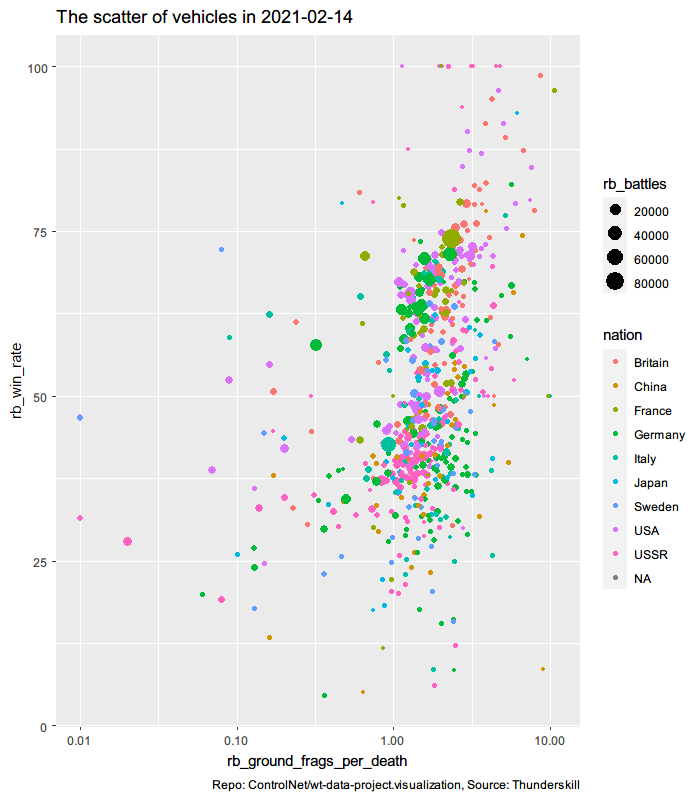 The scatter of vehicles in 2021-02-14
rb_win_rate
100
75
50
25
0
0.01
0.10
1.00
10.00
rb_ground_frags_per_death
rb_battles
20000
40000
60000
80000
nation
Britain
China
France
Germany
Italy
Japan
Sweden
USA
USSR
NA
Repo: ControlNet/wt-data-project.visualization, Source: Thunderskill